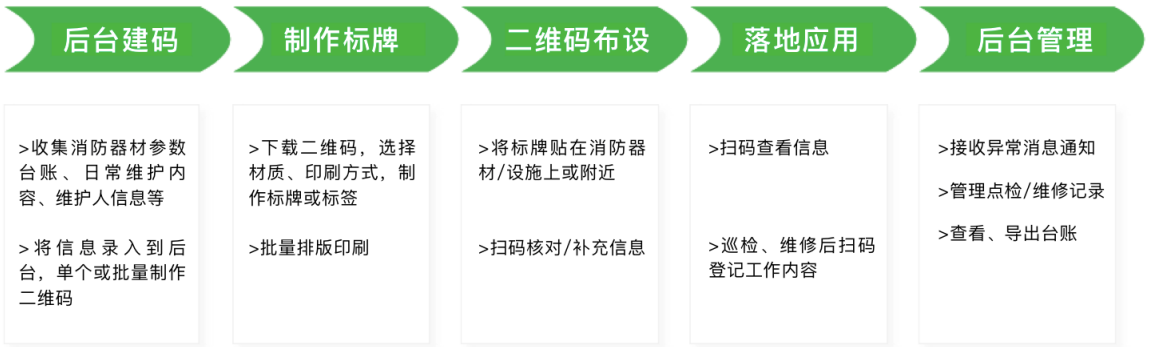 后台建码
制作标牌
二维码布设
落地应用
后台管理
>收集消防器材参数
台账、日常维护内
容、维护人信息等
>将信息录入到后
台，单个或批量制作
二维码
>下载二维码，选择
材质、印刷方式，制
作标牌或标签
>批量排版印刷
>将标牌贴在消防器
材/设施上或附近
>扫码核对/补充信息
>扫码查看信息
>巡检、维修后扫码
登记工作内容
>接收异常消息通知
>管理点检/维修记录
>查看、导出台账